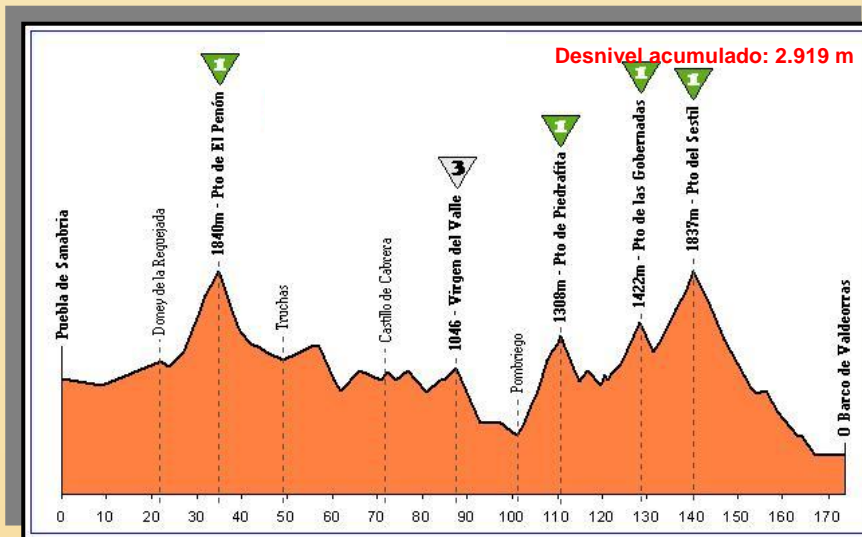 Desnivel acumulado: 2.919 m
1
1
1
1
3
Puebla de Sanabria
Doney de la Requejada
1840m - Pto de El Peñón
Truchas
Castillo de Cabrera
1046 - Virgen del Valle
Pombriego
1308m - Pto de Piedrafita
1422m - Pto de las Gobernadas
1837m - Pto del Sestil
O Barco de Valdeorras
0 10 20 30 40 50 60 70 80 90 100 110 120 130 140 150 160 170